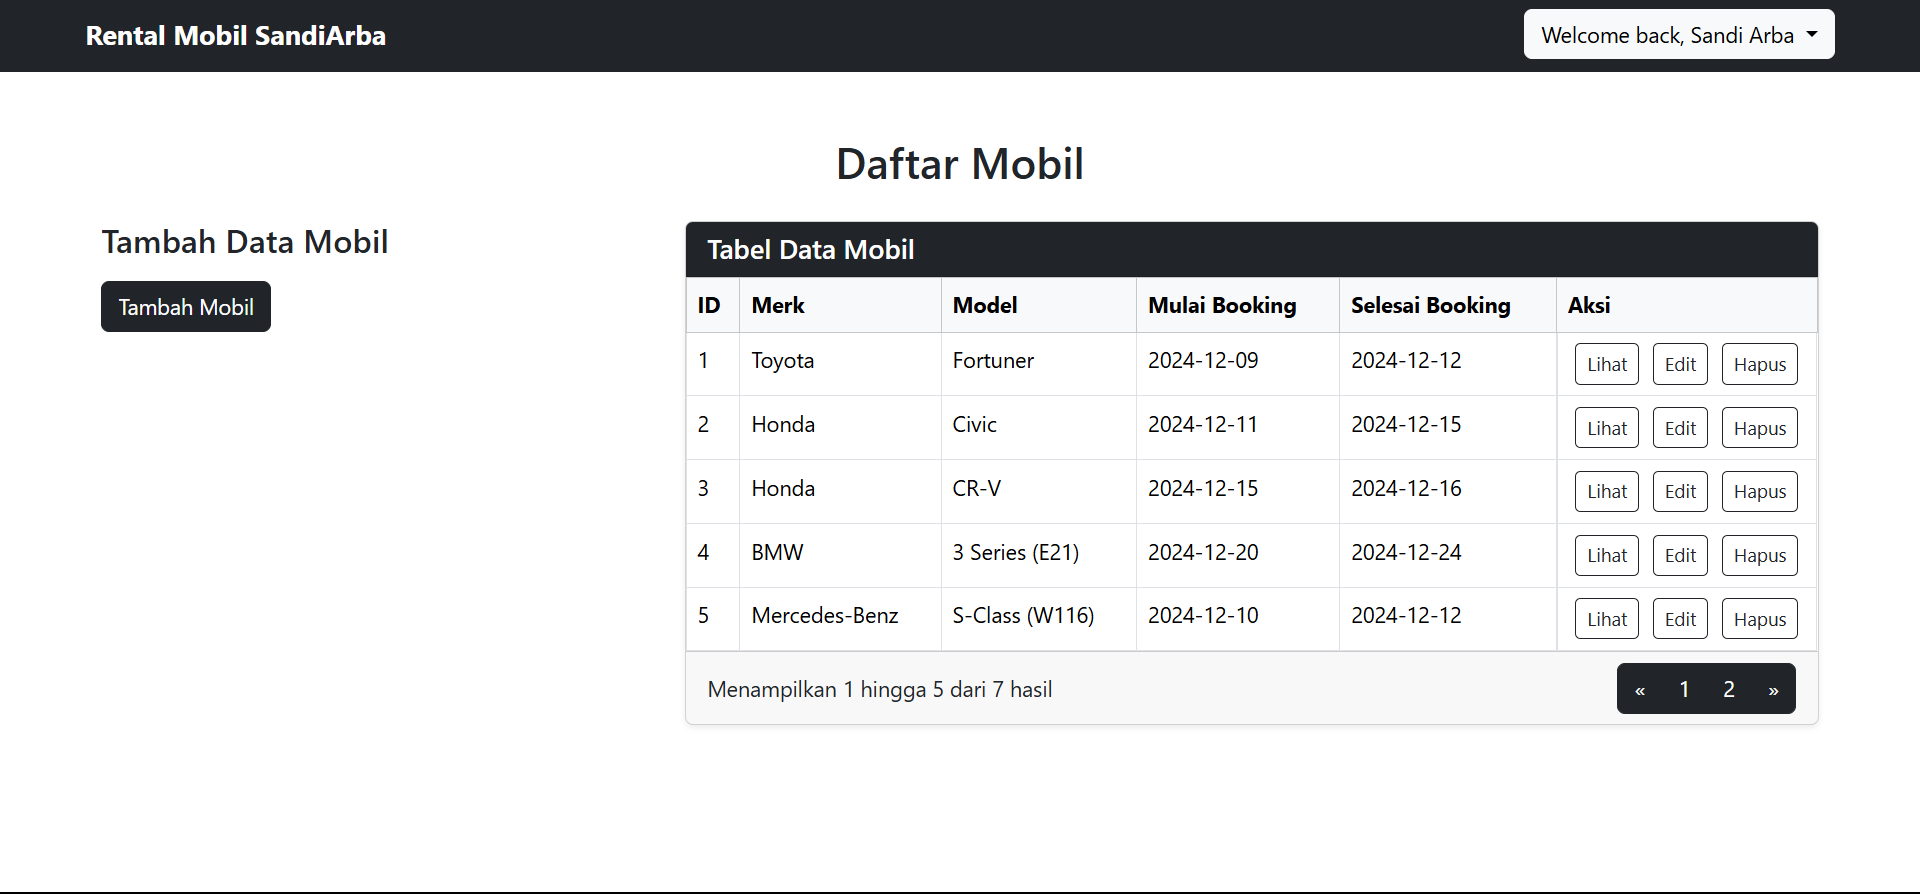 Rental Mobil SandiArba
Welcome back, Sandi Arba
Daftar Mobil
Tambah Data Mobil
Tambah Mobil
Tabel Data Mobil
ID Merk Model Mulai Booking Selesai Booking Aksi
1 Toyota Fortuner 2024-12-09 2024-12-12 Lihat Edit Hapus
2 Honda Civic 2024-12-11 2024-12-15 Lihat Edit Hapus
3 Honda CR-V 2024-12-15 2024-12-16 Lihat Edit Hapus
4 BMW 3 Series (E21) 2024-12-20 2024-12-24 Lihat Edit Hapus
5 Mercedes-Benz S-Class (W116) 2024-12-10 2024-12-12 Lihat Edit Hapus
Menampilkan 1 hingga 5 dari 7 hasil
« 1 2 »